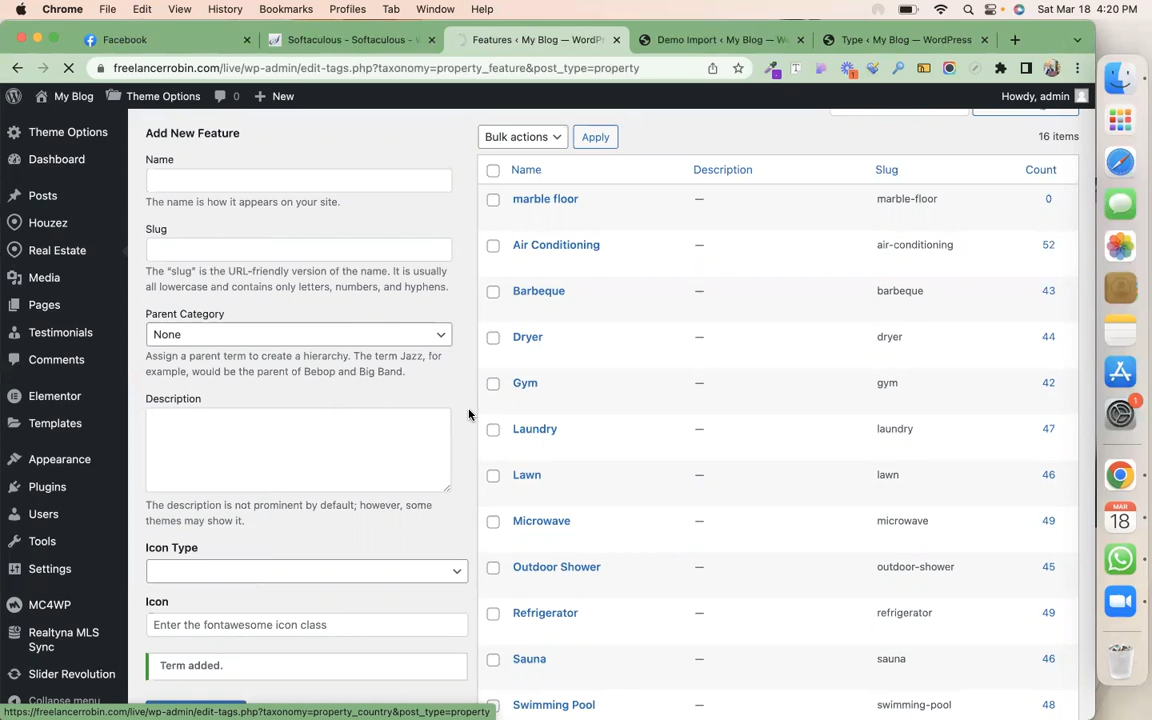 Chrome File Edit View History Bookmarks Profiles Tab Window Help Sat Mar 18 4:20 PM
Facebook Softaculous - Softaculous - Features ‹ My Blog — WordPr Demo Import ‹ My Blog — W Type ‹ My Blog — WordPress
freelancerrobin.com/live/wp-admin/edit-tags.php?taxonomy=property_feature&post_type=property
My Blog Theme Options 0 New Howdy, admin
Theme Options
Dashboard
Posts
Houzez
Real Estate
Media
Pages
Testimonials
Comments
Elementor
Templates
Appearance
Plugins
Users
Tools
Settings
MC4WP
Realtyna MLS
Sync
Slider Revolution
Collapse menu
Add New Feature
Name
The name is how it appears on your site.
Slug
The “slug” is the URL-friendly version of the name. It is usually
all lowercase and contains only letters, numbers, and hyphens.
Parent Category
None
Assign a parent term to create a hierarchy. The term Jazz, for
example, would be the parent of Bebop and Big Band.
Description
The description is not prominent by default; however, some
themes may show it.
Icon Type
Icon
Enter the fontawesome icon class
Term added.
Bulk actions Apply 16 items
Name Description Slug Count
marble floor — marble-floor 0
Air Conditioning — air-conditioning 52
Barbeque — barbeque 43
Dryer — dryer 44
Gym — gym 42
Laundry — laundry 47
Lawn — lawn 46
Microwave — microwave 49
Outdoor Shower — outdoor-shower 45
Refrigerator — refrigerator 49
Sauna — sauna 46
Swimming Pool — swimming-pool 48
https://freelancerrobin.com/live/wp-admin/edit-tags.php?taxonomy=property_country&post_type=property
1
MAR
18